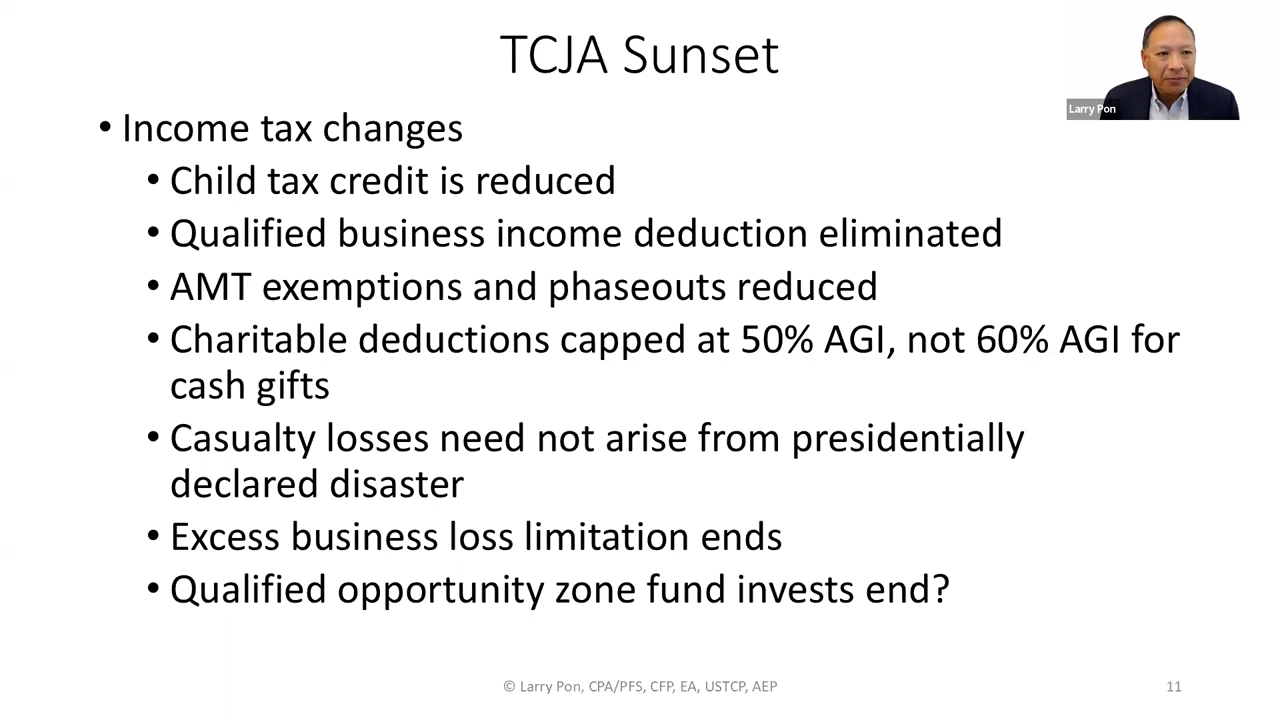 TCJA Sunset
Larry Pon
• Income tax changes
• Child tax credit is reduced
• Qualified business income deduction eliminated
• AMT exemptions and phaseouts reduced
• Charitable deductions capped at 50% AGI, not 60% AGI for
cash gifts
• Casualty losses need not arise from presidentially
declared disaster
• Excess business loss limitation ends
• Qualified opportunity zone fund invests end?
© Larry Pon, CPA/PFS, CFP, EA, USTCP, AEP
11